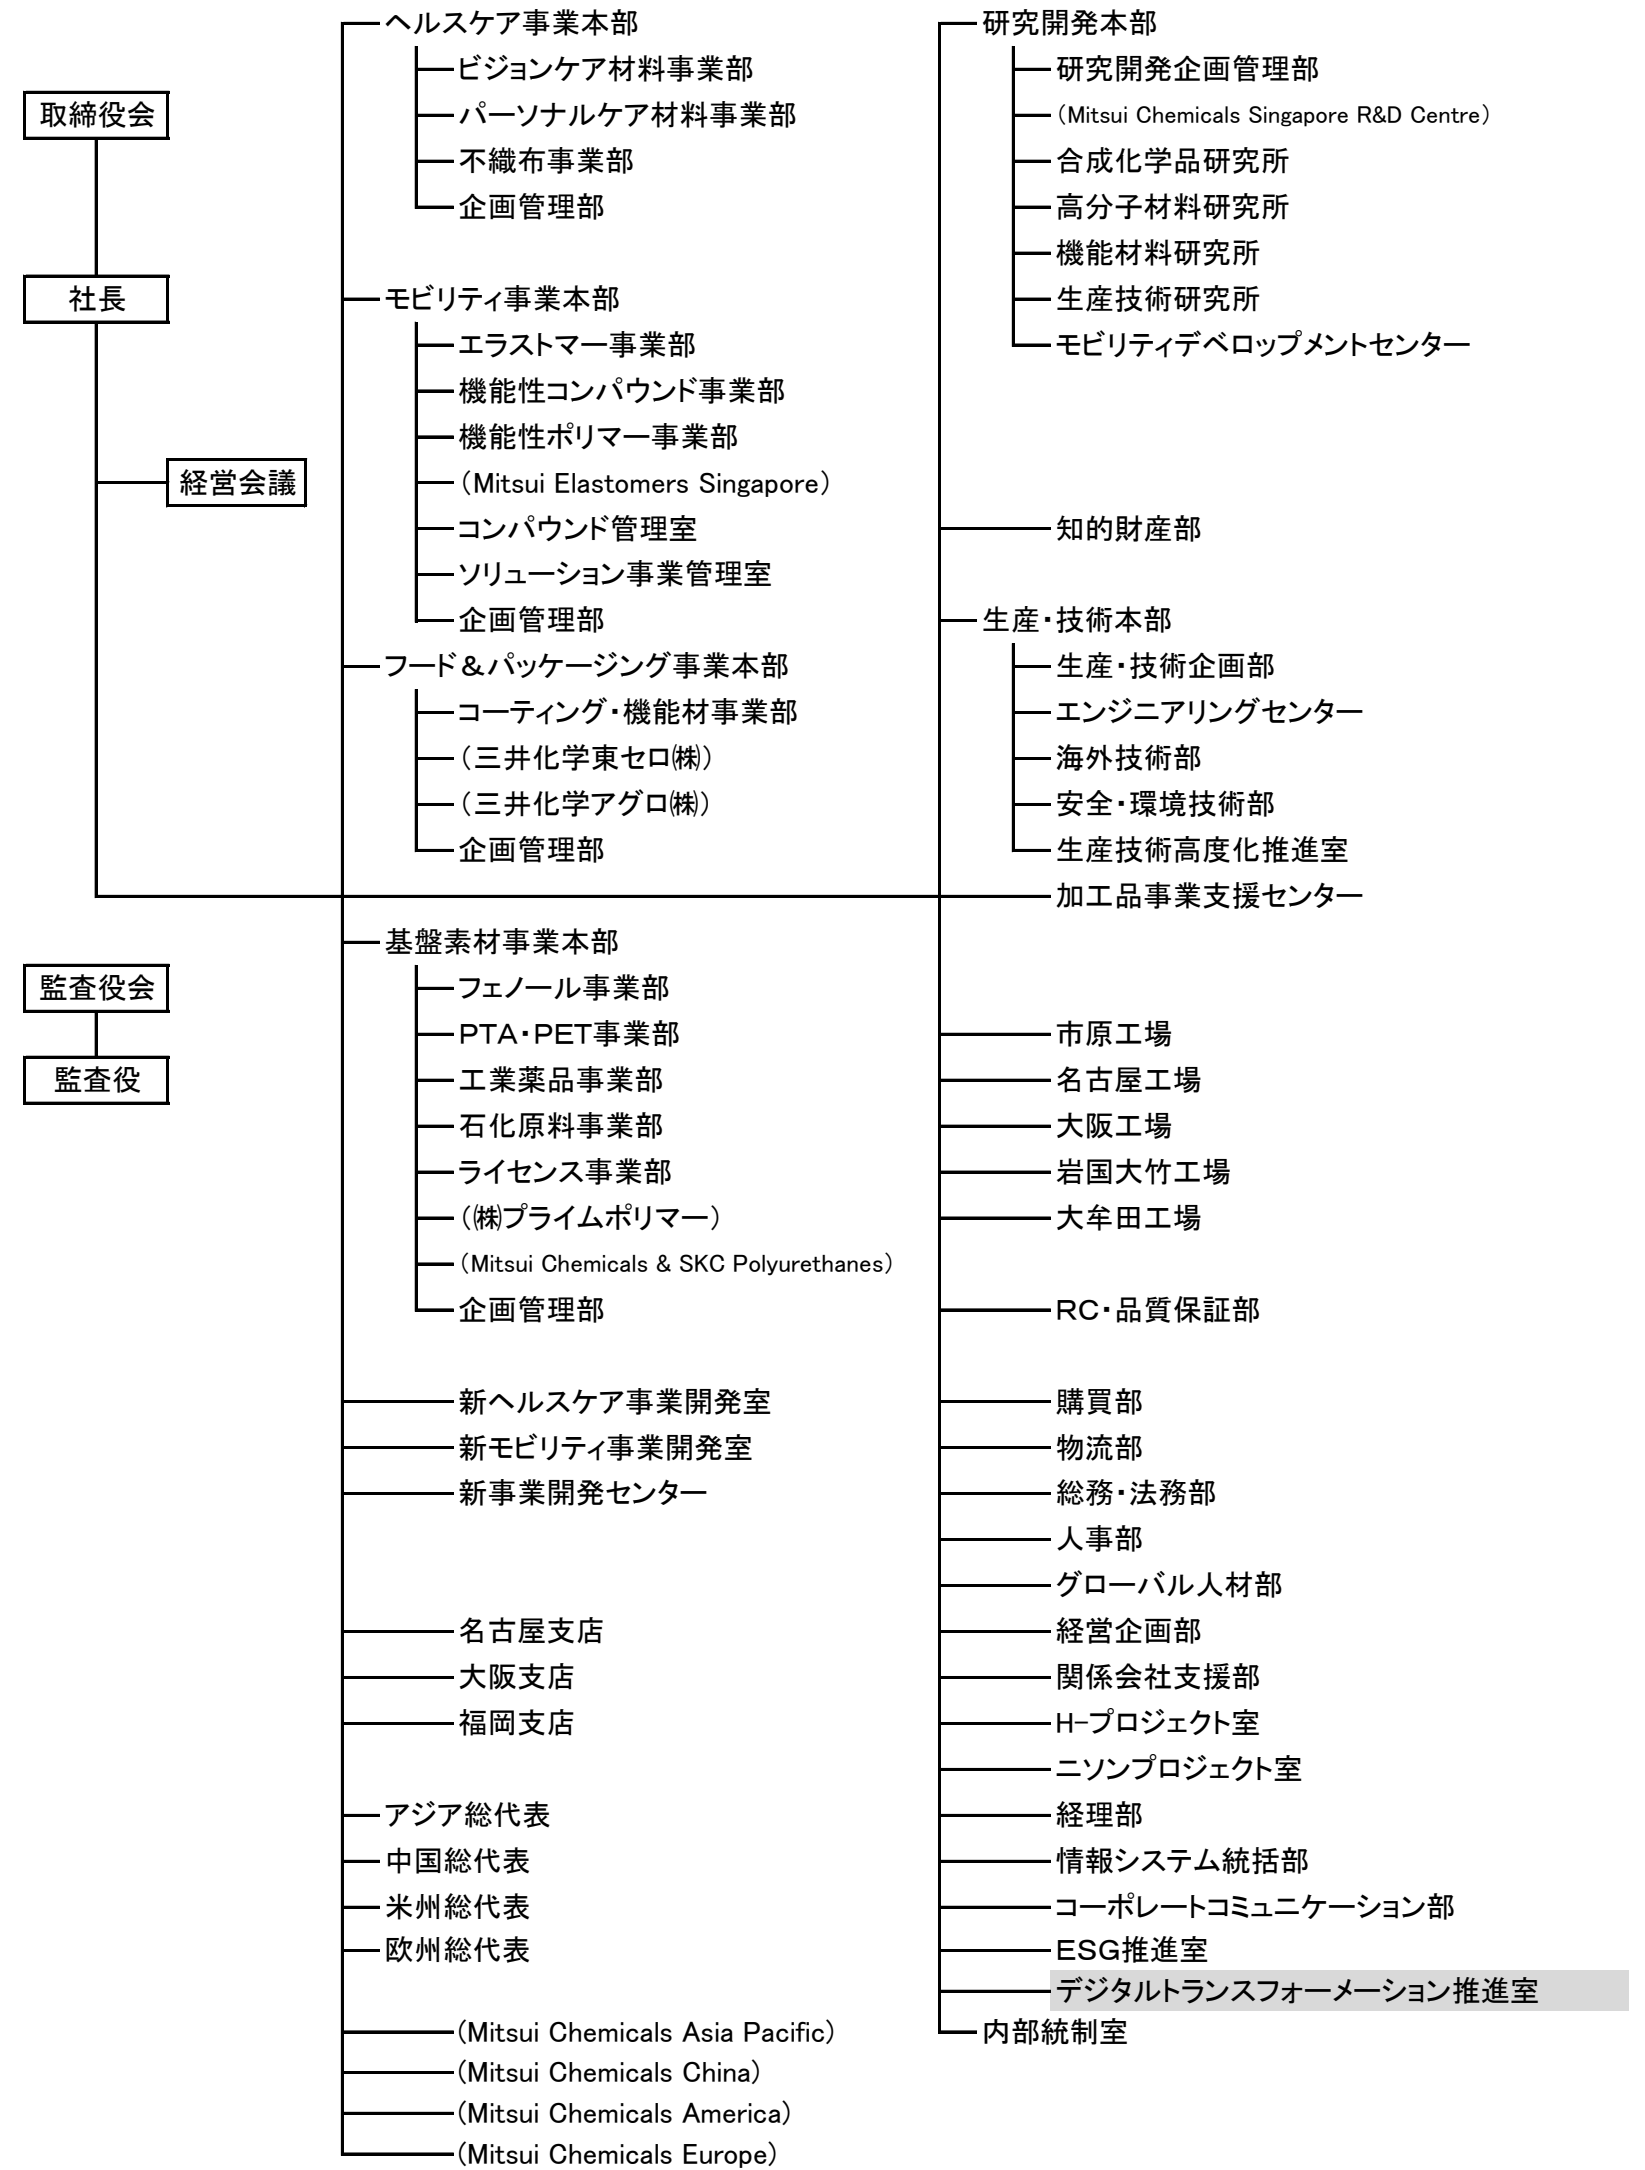 取締役会
社長
経営会議
監査役会
監査役
ヘルスケア事業本部
ビジョンケア材料事業部
パーソナルケア材料事業部
不織布事業部
企画管理部
モビリティ事業本部
エラストマー事業部
機能性コンパウンド事業部
機能性ポリマー事業部
（Mitsui Elastomers Singapore）
コンパウンド管理室
ソリューション事業管理室
企画管理部
フード＆パッケージング事業本部
コーティング・機能材事業部
（三井化学東セロ㈱）
（三井化学アグロ㈱）
企画管理部
基盤素材事業本部
フェノール事業部
PTA・PET事業部
工業薬品事業部
石化原料事業部
ライセンス事業部
（㈱プライムポリマー）
（Mitsui Chemicals & SKC Polyurethanes）
企画管理部
新ヘルスケア事業開発室
新モビリティ事業開発室
新事業開発センター
名古屋支店
大阪支店
福岡支店
アジア総代表
中国総代表
米州総代表
欧州総代表
(Mitsui Chemicals Asia Pacific)
(Mitsui Chemicals China)
(Mitsui Chemicals America)
(Mitsui Chemicals Europe)
研究開発本部
研究開発企画管理部
（Mitsui Chemicals Singapore R&D Centre）
合成化学品研究所
高分子材料研究所
機能材料研究所
生産技術研究所
モビリティデベロップメントセンター
知的財産部
生産・技術本部
生産・技術企画部
エンジニアリングセンター
海外技術部
安全・環境技術部
生産技術高度化推進室
加工品事業支援センター
市原工場
名古屋工場
大阪工場
岩国大竹工場
大牟田工場
RC・品質保証部
購買部
物流部
総務・法務部
人事部
グローバル人材部
経営企画部
関係会社支援部
H-プロジェクト室
ニソンプロジェクト室
経理部
情報システム統括部
コーポレートコミュニケーション部
ESG推進室
デジタルトランスフォーメーション推進室
内部統制室